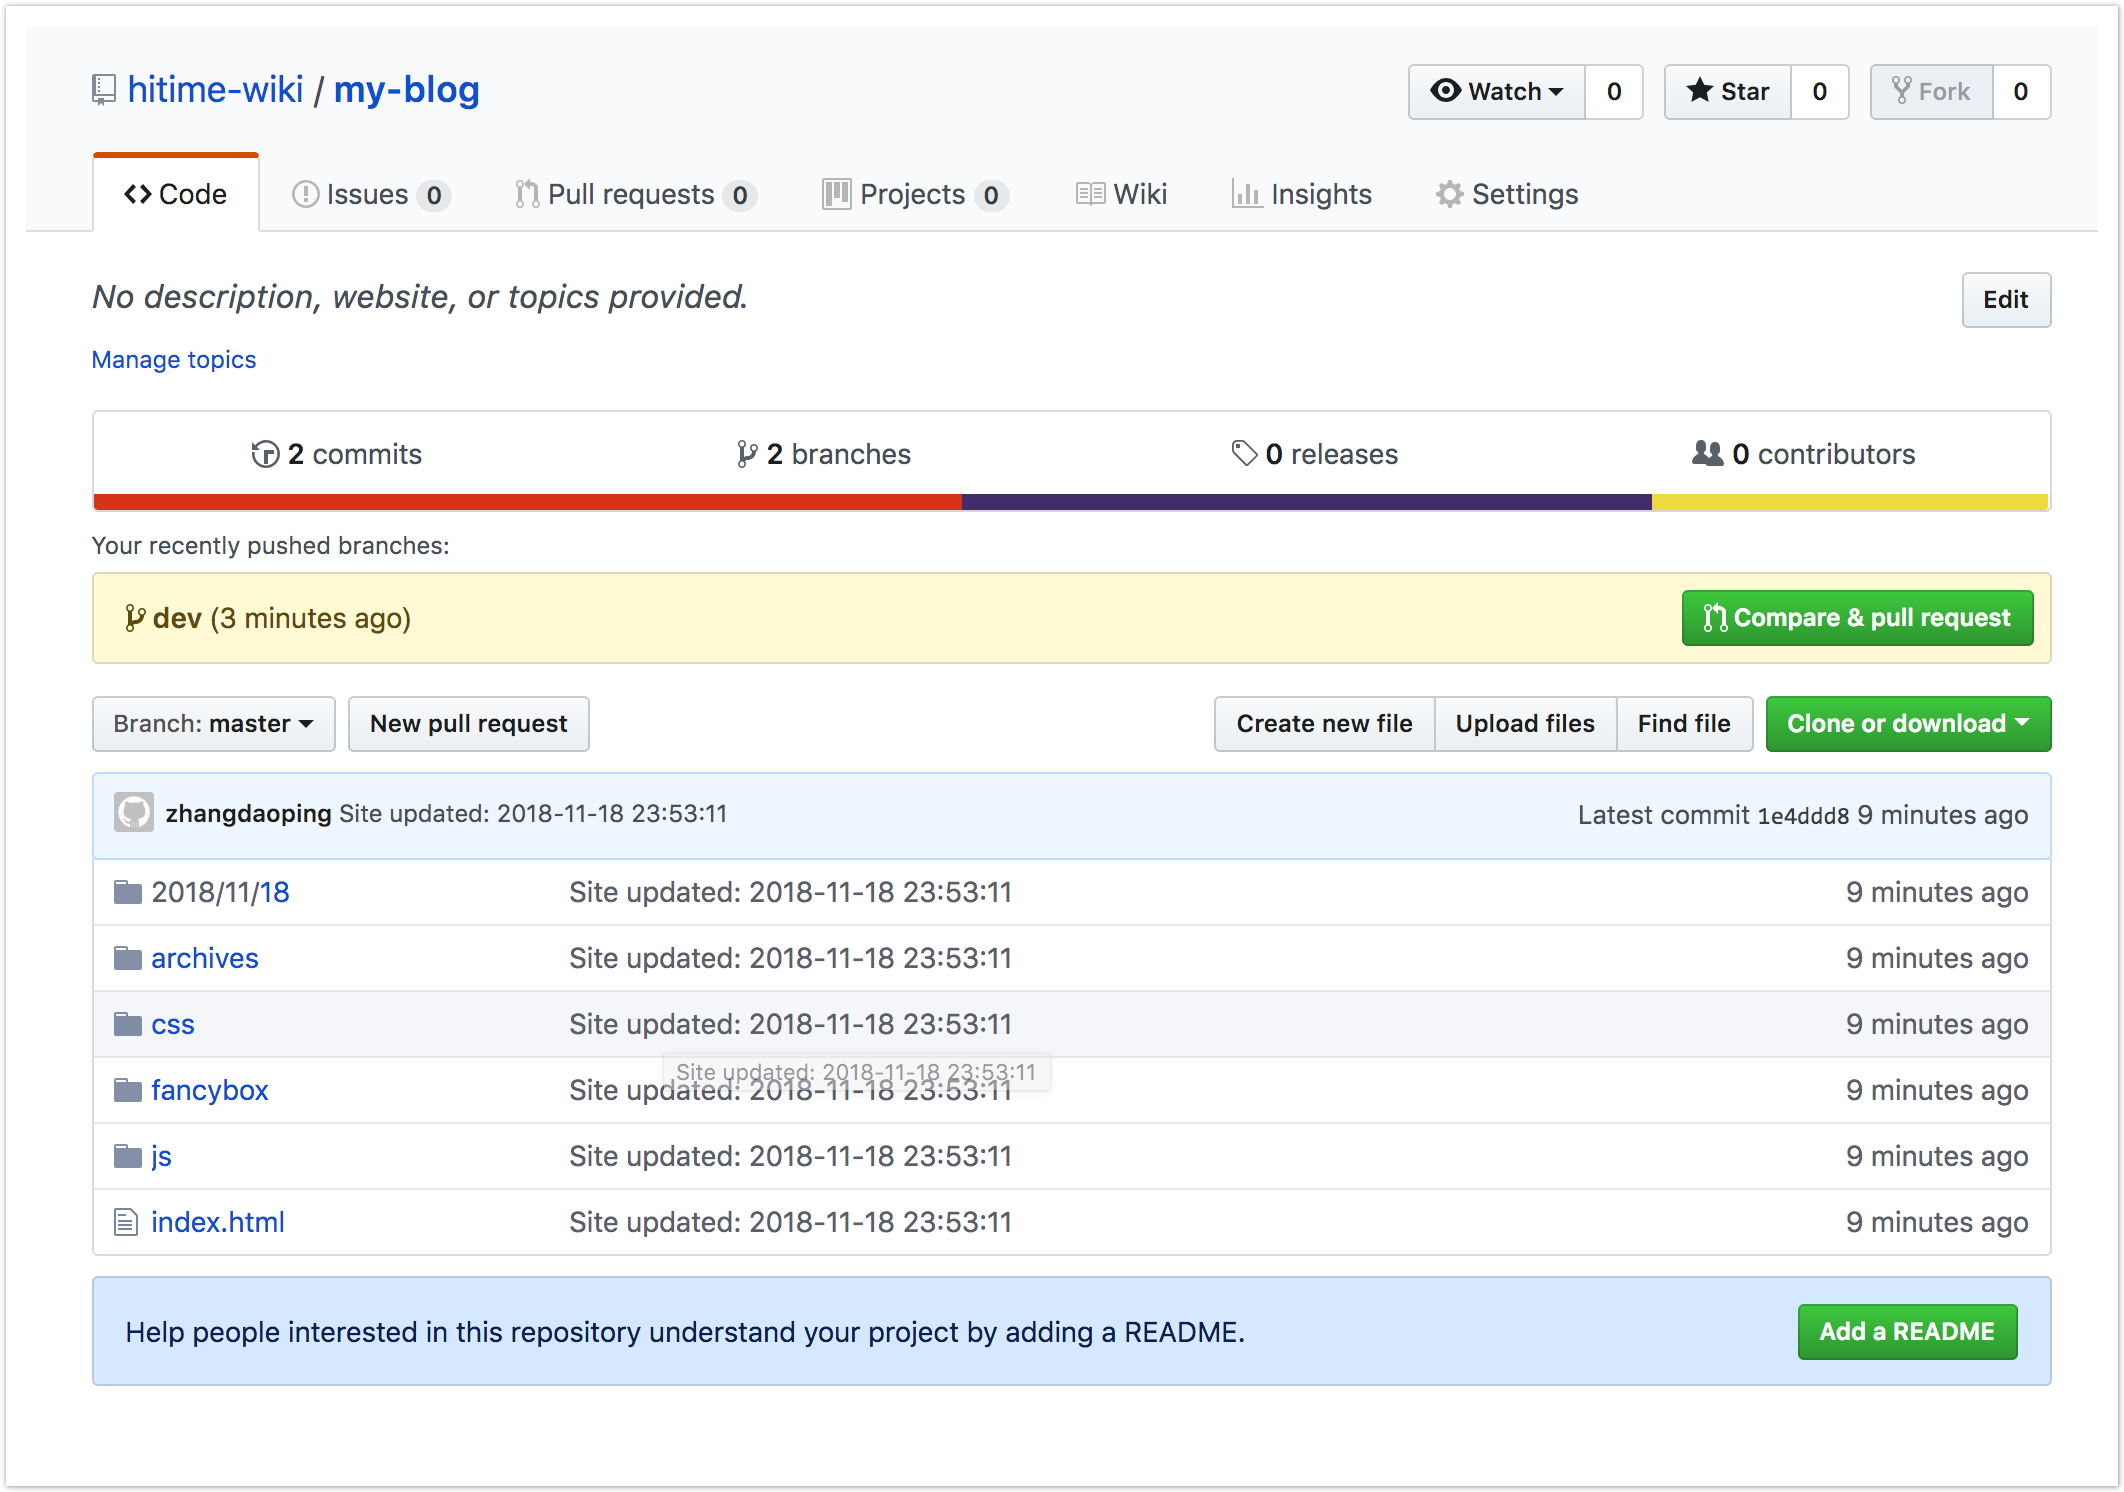 hitime-wiki / my-blog
Watch 0 Star 0 Fork 0
Code Issues 0 Pull requests 0 Projects 0 Wiki Insights Settings
No description, website, or topics provided.
Edit
Manage topics
2 commits 2 branches 0 releases 0 contributors
Your recently pushed branches:
dev (3 minutes ago)
Compare & pull request
Branch: master New pull request Create new file Upload files Find file Clone or download
zhangdaoping Site updated: 2018-11-18 23:53:11 Latest commit 1e4ddd8 9 minutes ago
2018/11/18 Site updated: 2018-11-18 23:53:11 9 minutes ago
archives Site updated: 2018-11-18 23:53:11 9 minutes ago
css Site updated: 2018-11-18 23:53:11 9 minutes ago
Site updated: 2018-11-18 23:53:11
fancybox Site updated: 2018-11-18 23:53:11 9 minutes ago
js Site updated: 2018-11-18 23:53:11 9 minutes ago
index.html Site updated: 2018-11-18 23:53:11 9 minutes ago
Help people interested in this repository understand your project by adding a README.
Add a README